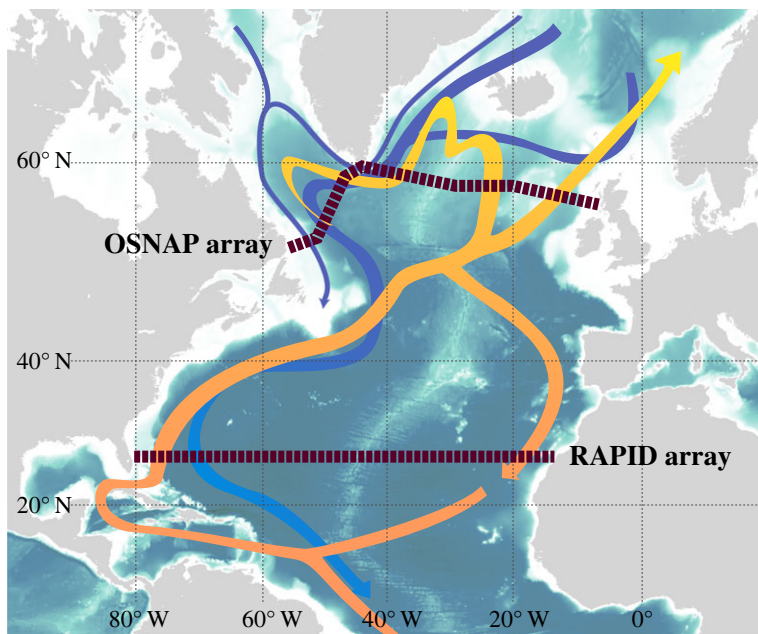 60° N
OSNAP array
40° N
RAPID array
20° N
80° W 60° W 40° W 20° W 0°